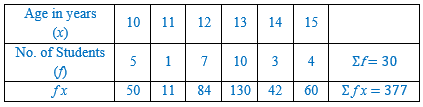 Age in years
(x) 10 11 12 13 14 15
No. of Students
(f) 5 1 7 10 3 4 Σf= 30
fx 50 11 84 130 42 60 Σfx = 377